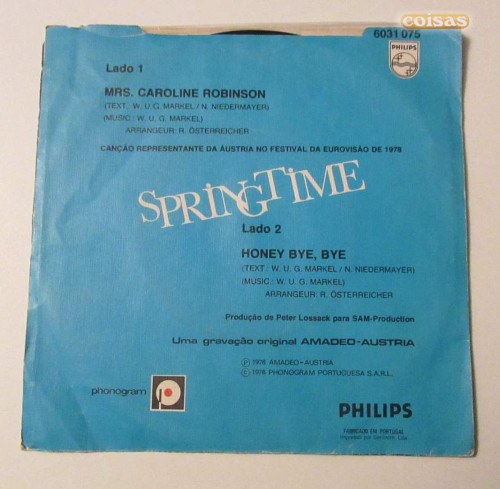 coisas
6031 075
PHILIPS
Lado 1
MRS. CAROLINE ROBINSON
(TEXT: W. U. G. MARKEL / N. NIEDERMAYER)
(MUSIC: W. U. G. MARKEL)
ARRANGEUR: R. ÖSTERREICHER
CANÇÃO REPRESENTANTE DA ÁUSTRIA NO FESTIVAL DA EUROVISÃO DE 1978
SPRINGTIME
Lado 2
HONEY BYE, BYE
(TEXT: W. U. G. MARKEL / N. NIEDERMAYER)
(MUSIC: W. U. G. MARKEL)
ARRANGEUR: R. ÖSTERREICHER
Produção de Peter Lossack para SAM-Production
Uma gravação original AMADEO-AUSTRIA
Ⓟ 1978 AMADEO-AUSTRIA
Ⓒ 1978 PHONOGRAM PORTUGUESA S.A.R.L.
phonogram
PHILIPS
FABRICADO EM PORTUGAL